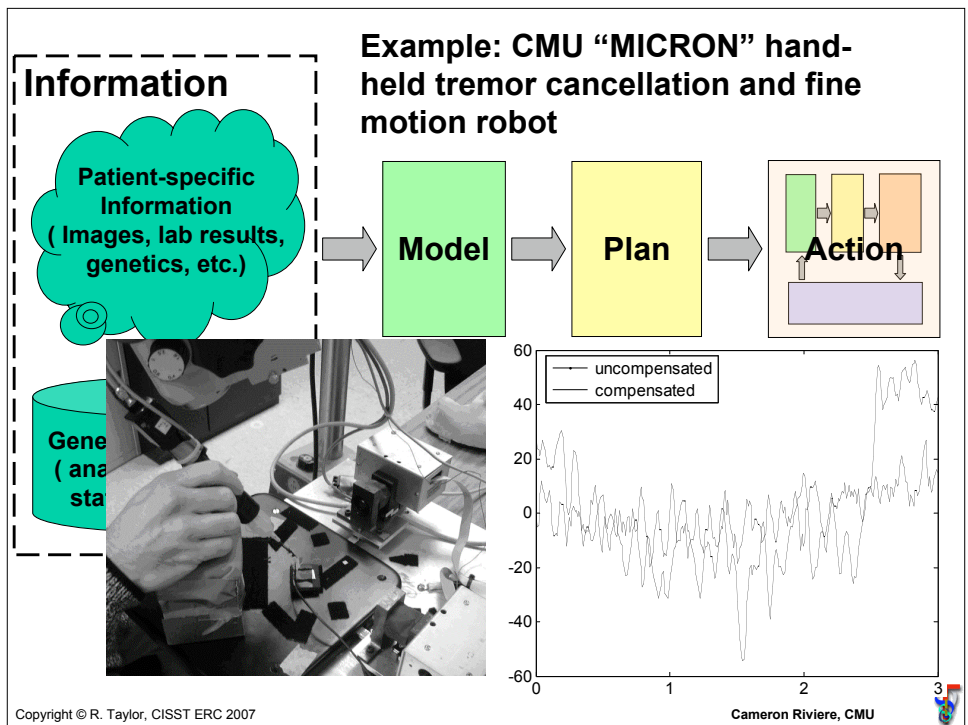 Example: CMU “MICRON” hand-
held tremor cancellation and fine
motion robot
Information
Patient-specific
Information
( Images, lab results,
genetics, etc.)
Model
Plan
Action
60
40
20
0
-20
-40
-60
0
1
2
3
uncompensated
compensated
Copyright © R. Taylor, CISST ERC 2007
Cameron Riviere, CMU